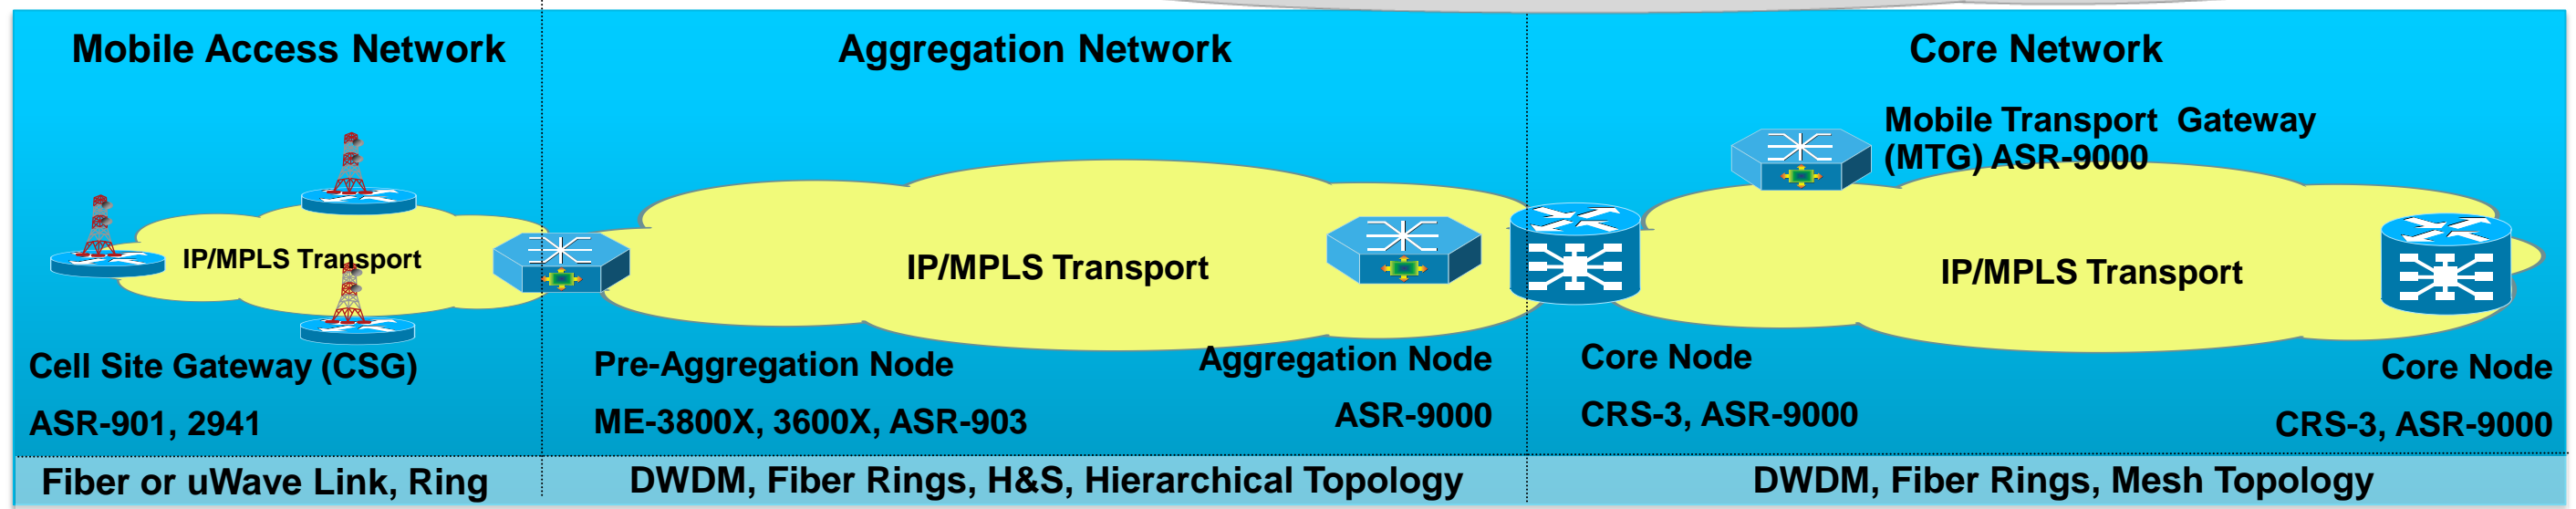 Mobile Access Network
Aggregation Network
Core Network
Mobile Transport Gateway
(MTG) ASR-9000
IP/MPLS Transport
IP/MPLS Transport
IP/MPLS Transport
Cell Site Gateway (CSG)
ASR-901, 2941
Pre-Aggregation Node
ME-3800X, 3600X, ASR-903
Aggregation Node
ASR-9000
Core Node
CRS-3, ASR-9000
Core Node
CRS-3, ASR-9000
Fiber or uWave Link, Ring
DWDM, Fiber Rings, H&S, Hierarchical Topology
DWDM, Fiber Rings, Mesh Topology